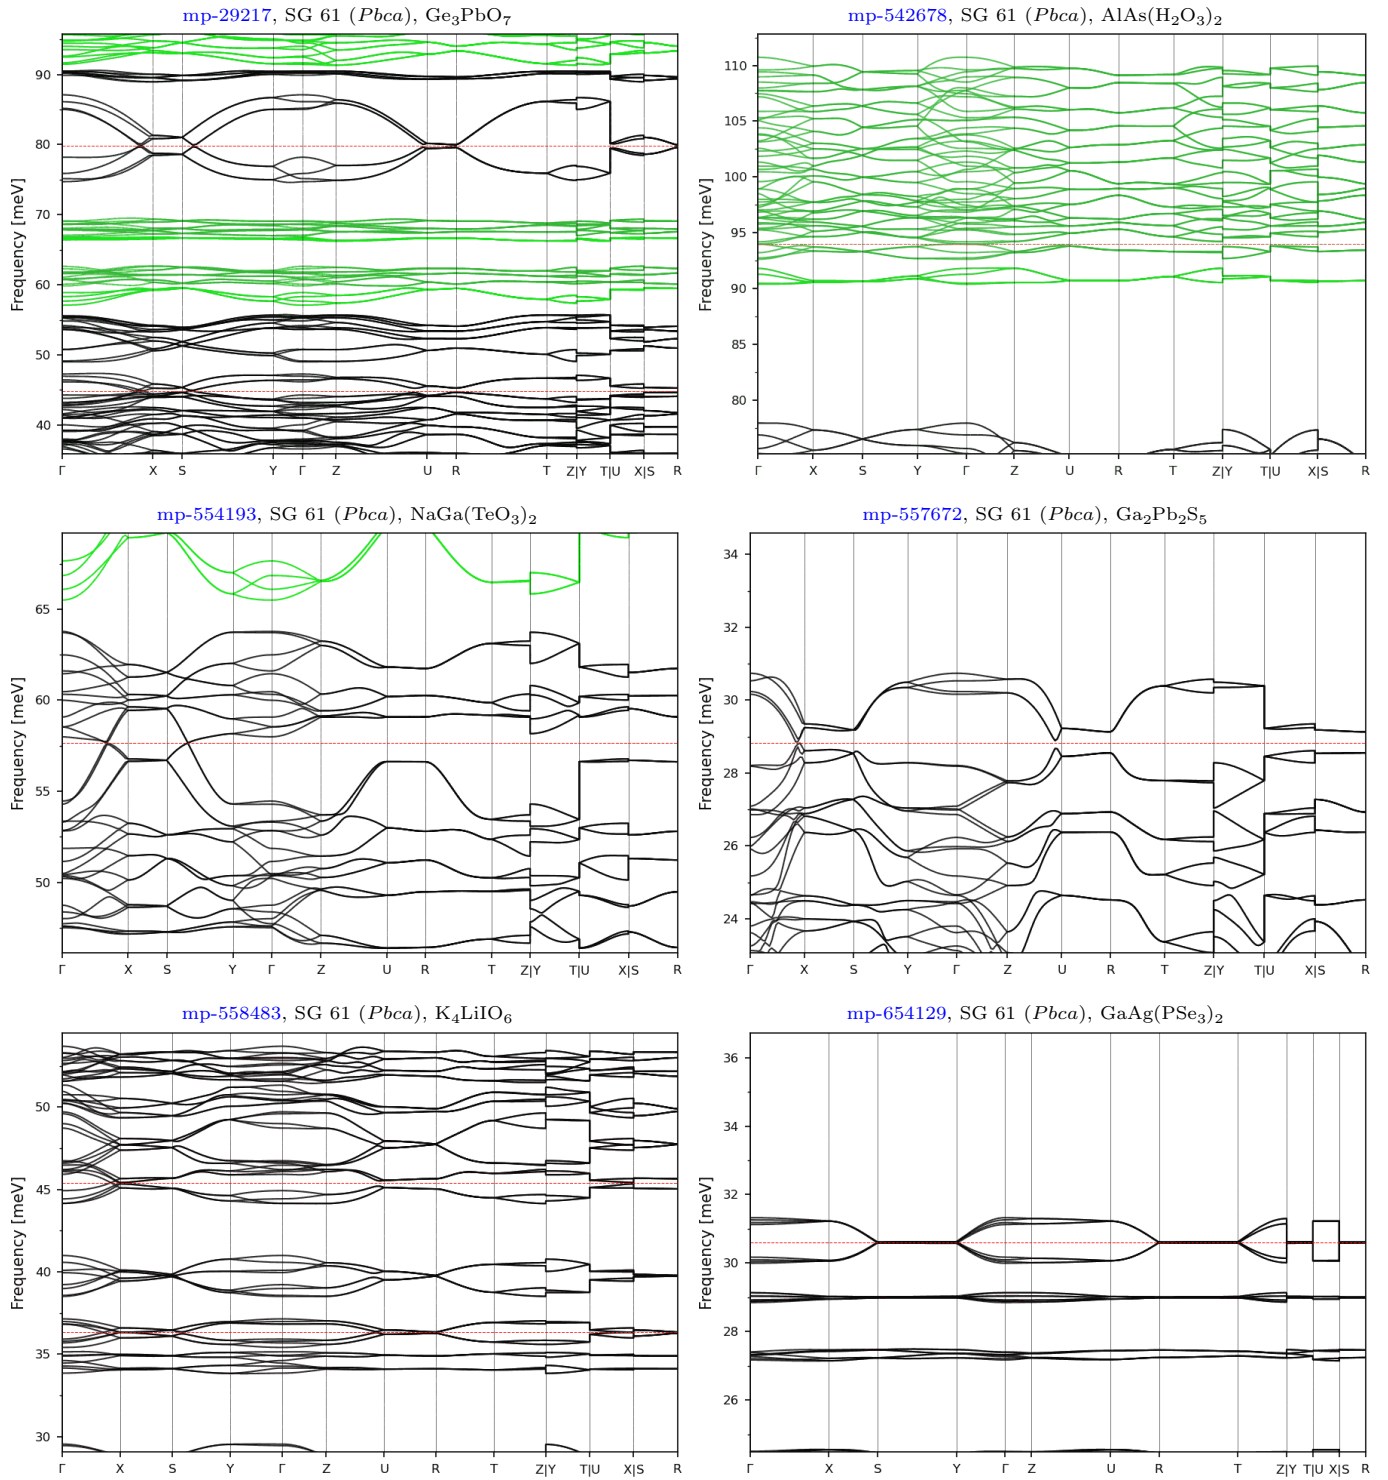 mp-29217, SG 61 (Pbca), Ge₃PbO₇
Frequency [meV]
90
80
70
60
50
40
Γ X S Y Γ Z U R T Z|Y T|U X|S R
mp-542678, SG 61 (Pbca), AlAs(H₂O₃)₂
Frequency [meV]
110
105
100
95
90
85
80
Γ X S Y Γ Z U R T Z|Y T|U X|S R
mp-554193, SG 61 (Pbca), NaGa(TeO₃)₂
Frequency [meV]
65
60
55
50
Γ X S Y Γ Z U R T Z|Y T|U X|S R
mp-557672, SG 61 (Pbca), Ga₂Pb₂S₅
Frequency [meV]
34
32
30
28
26
24
Γ X S Y Γ Z U R T Z|Y T|U X|S R
mp-558483, SG 61 (Pbca), K₄LiIO₆
Frequency [meV]
50
45
40
35
30
Γ X S Y Γ Z U R T Z|Y T|U X|S R
mp-654129, SG 61 (Pbca), GaAg(PSe₃)₂
Frequency [meV]
36
34
32
30
28
26
Γ X S Y Γ Z U R T Z|Y T|U X|S R